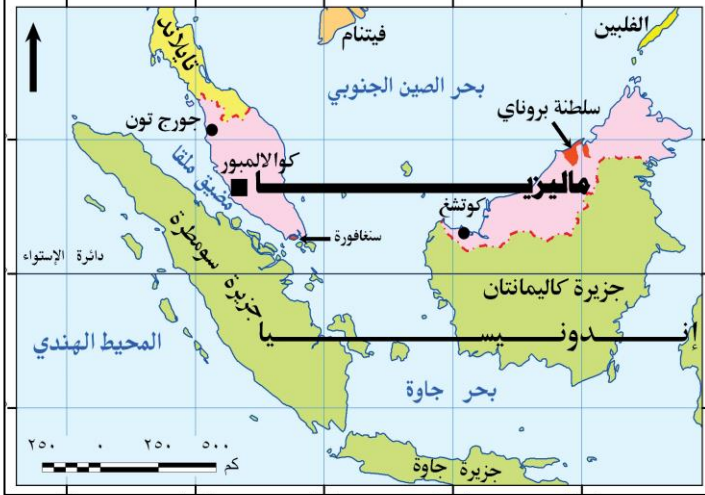 فيتنام
الفلبين
تايلاند
بحر الصين الجنوبي
سلطنة بروناي
جورج تون
كوالالمبور
مضيق ملقا
ماليزيا
كوتشغ
سنغافورة
دائرة الإستواء
جزيرة سومطرة
جزيرة كاليمانتان
إندونيسيا
المحيط الهندي
بحر جاوة
٢٥٠ ٠ ٢٥٠ ٥٠٠
كم
جزيرة جاوة